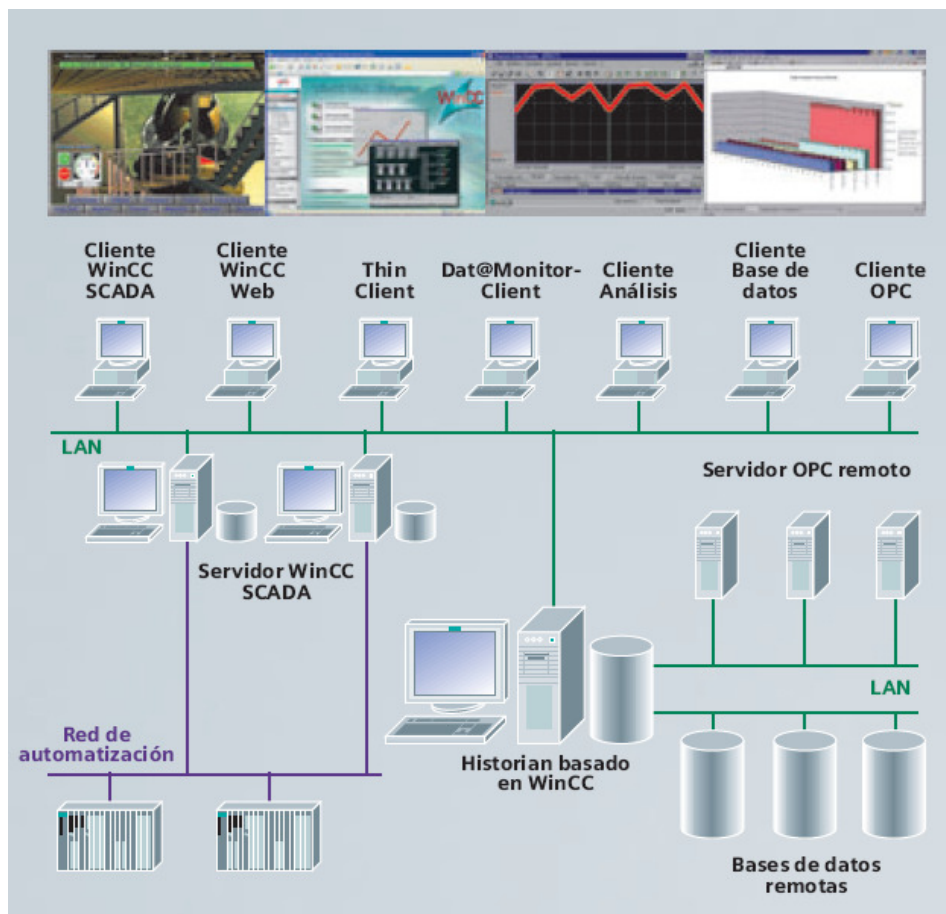 WinCC
Cliente
WinCC
SCADA
Cliente
WinCC
Web
Thin
Client
Dat@Monitor-
Client
Cliente
Análisis
Cliente
Base de
datos
Cliente
OPC
LAN
Servidor OPC remoto
Servidor WinCC
SCADA
LAN
Red de
automatización
Historian basado
en WinCC
Bases de datos
remotas